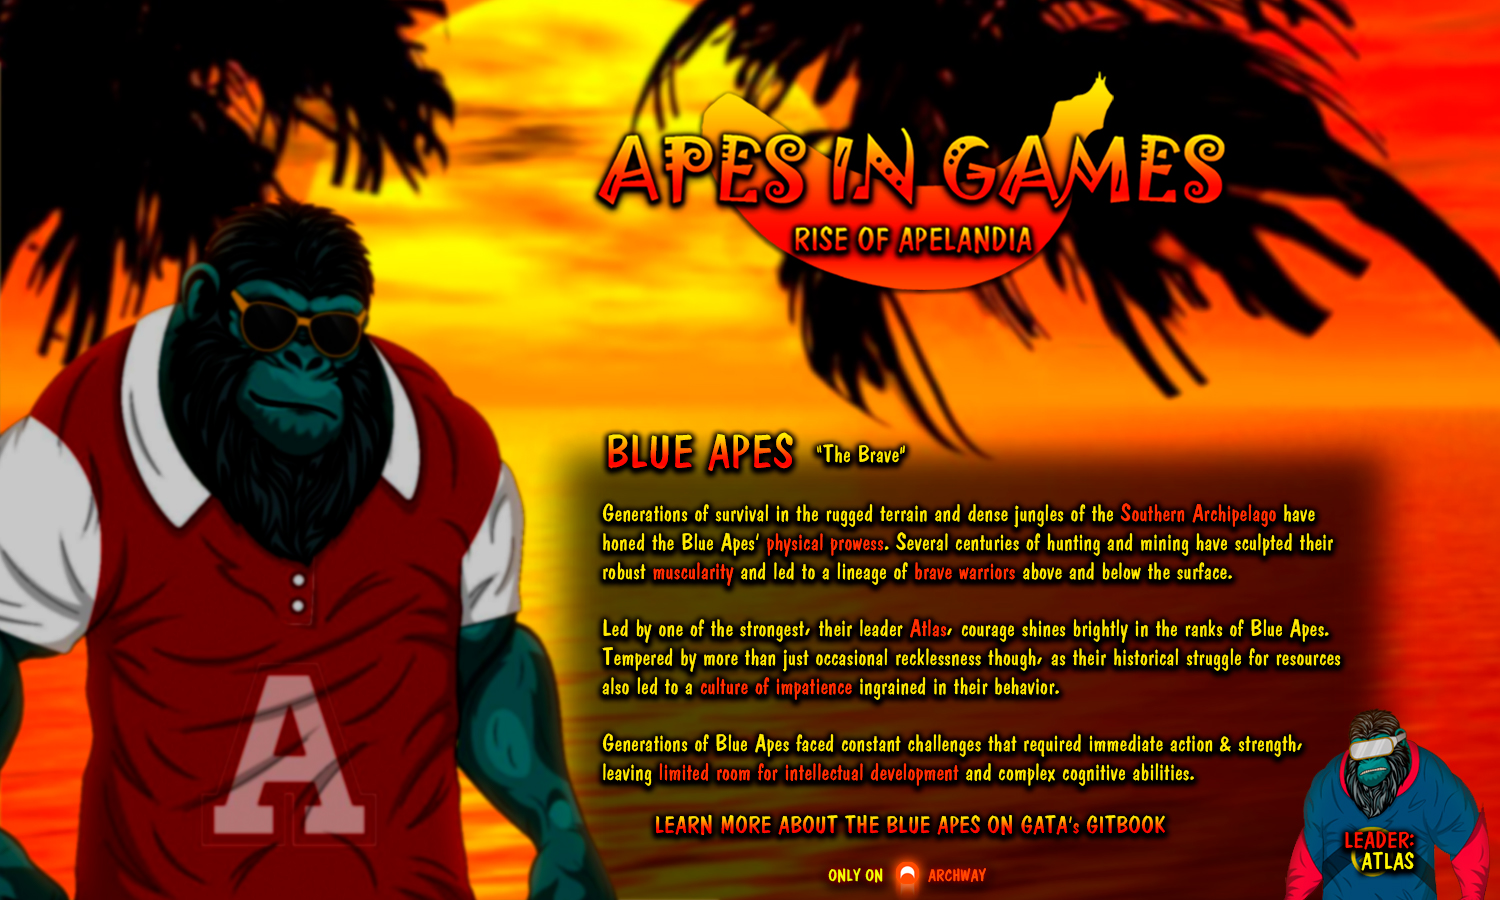 APES IN GAMES
RISE OF APELANDIA
BLUE APES "The Brave"
Generations of survival in the rugged terrain and dense jungles of the Southern Archipelago have
honed the Blue Apes' physical prowess. Several centuries of hunting and mining have sculpted their
robust muscularity and led to a lineage of brave warriors above and below the surface.
Led by one of the strongest, their leader Atlas, courage shines brightly in the ranks of Blue Apes.
Tempered by more than just occasional recklessness though, as their historical struggle for resources
also led to a culture of impatience ingrained in their behavior.
Generations of Blue Apes faced constant challenges that required immediate action & strength,
leaving limited room for intellectual development and complex cognitive abilities.
LEARN MORE ABOUT THE BLUE APES ON GATA's GITBOOK
ONLY ON ARCHWAY
A
LEADER:
ATLAS